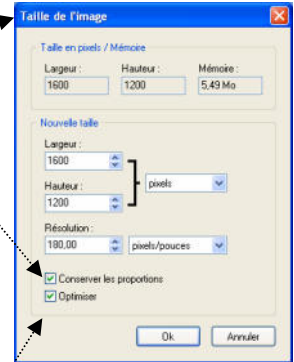 Taille de l'image
Taille en pixels / Mémoire
Largeur : Hauteur : Mémoire :
1600 1200 5,49 Mo
Nouvelle taille
Largeur :
1600
pixels
Hauteur :
1200
Résolution :
180,00 pixels/pouces
Conserver les proportions
Optimiser
Ok Annuler